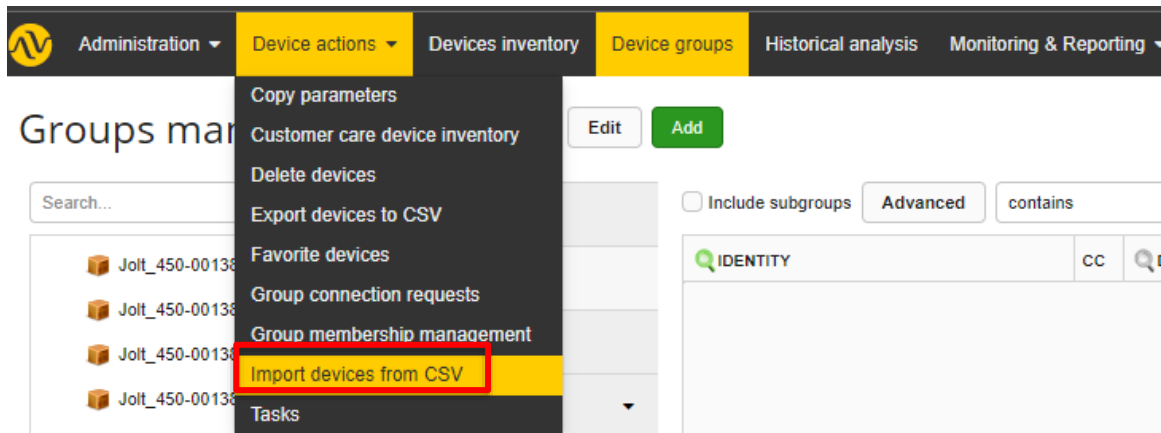 Administration
Device actions
Devices inventory
Device groups
Historical analysis
Monitoring & Reporting
Copy parameters
Groups
Customer care device inventory
Edit
Add
Delete devices
Search...
Export devices to CSV
Include subgroups
Advanced
contains
Favorite devices
Jolt_450-00138
IDENTITY
CC
Group connection requests
Jolt_450-00138
Group membership management
Jolt_450-00138
Import devices from CSV
Jolt_450-00138
Tasks